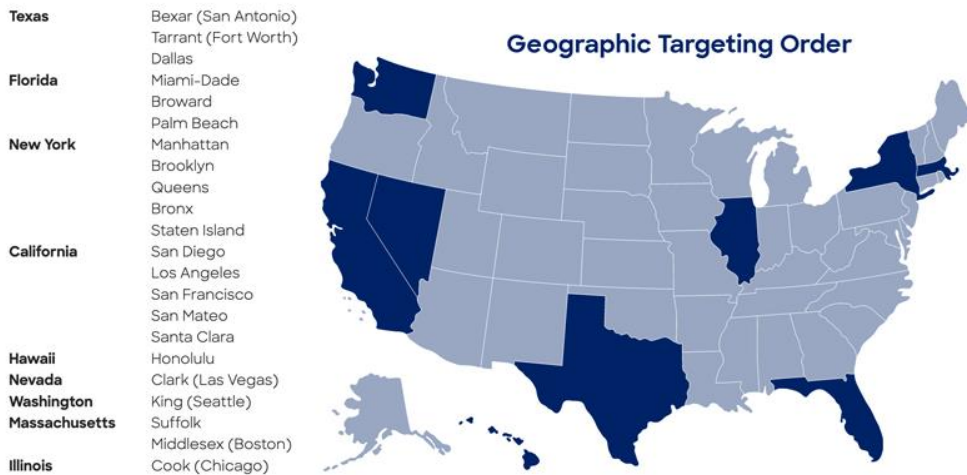 Geographic Targeting Order
Texas Bexar (San Antonio)
Tarrant (Fort Worth)
Dallas
Florida Miami-Dade
Broward
Palm Beach
New York Manhattan
Brooklyn
Queens
Bronx
Staten Island
California San Diego
Los Angeles
San Francisco
San Mateo
Santa Clara
Hawaii Honolulu
Nevada Clark (Las Vegas)
Washington King (Seattle)
Massachusetts Suffolk
Middlesex (Boston)
Illinois Cook (Chicago)